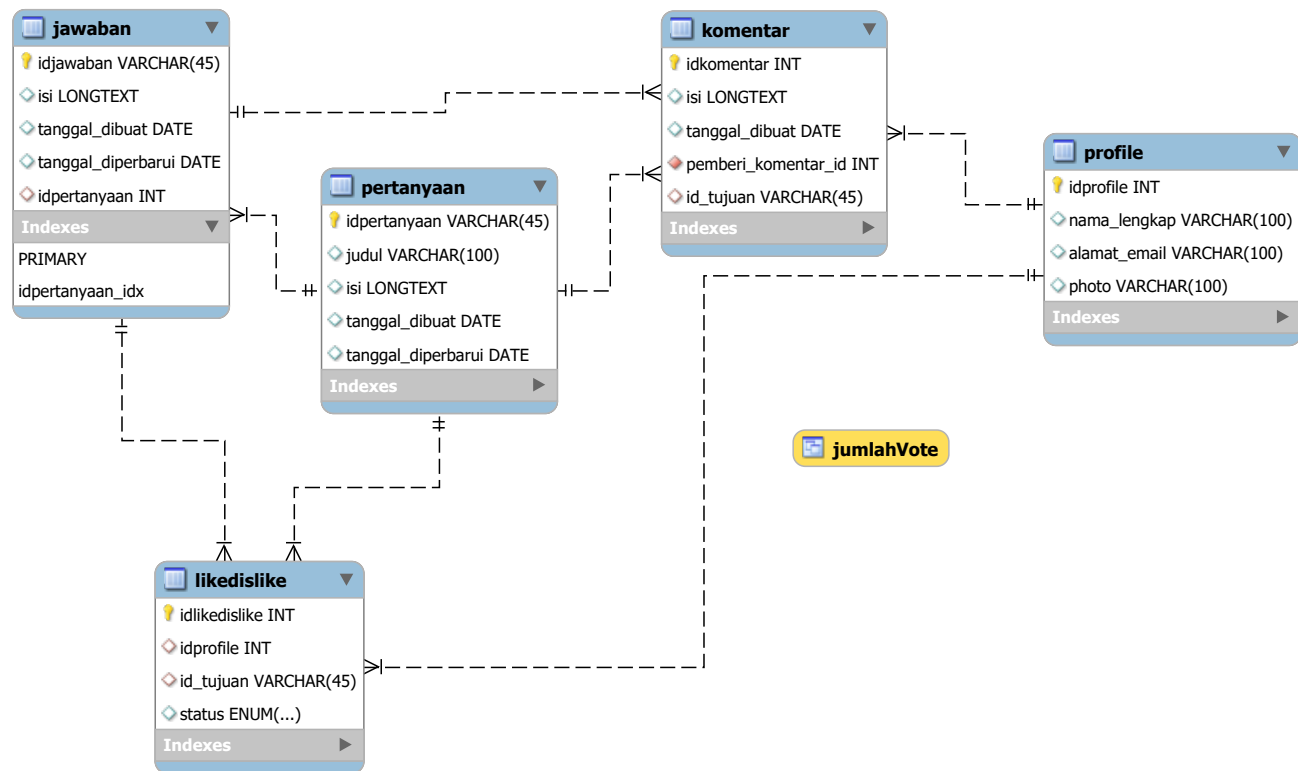 jawaban
idjawaban VARCHAR(45)
isi LONGTEXT
tanggal_dibuat DATE
tanggal_diperbarui DATE
idpertanyaan INT
Indexes
PRIMARY
idpertanyaan_idx
pertanyaan
idpertanyaan VARCHAR(45)
judul VARCHAR(100)
isi LONGTEXT
tanggal_dibuat DATE
tanggal_diperbarui DATE
Indexes
komentar
idkomentar INT
isi LONGTEXT
tanggal_dibuat DATE
pemberi_komentar_id INT
id_tujuan VARCHAR(45)
Indexes
profile
idprofile INT
nama_lengkap VARCHAR(100)
alamat_email VARCHAR(100)
photo VARCHAR(100)
Indexes
jumlahVote
likedislike
idlikedislike INT
idprofile INT
id_tujuan VARCHAR(45)
status ENUM(...)
Indexes